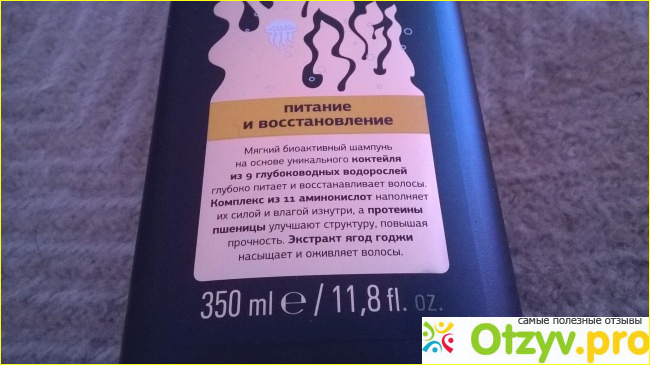 питание
и восстановление
Мягкий биоактивный шампунь
на основе уникального коктейля
из 9 глубоководных водорослей
глубоко питает и восстанавливает волосы.
Комплекс из 11 аминокислот наполняет
их силой и влагой изнутри, а протеины
пшеницы улучшают структуру, повышая
прочность. Экстракт ягод годжи
насыщает и оживляет волосы.
350 ml e / 11,8 fl. oz.
самые полезные отзывы
Otzyv.pro